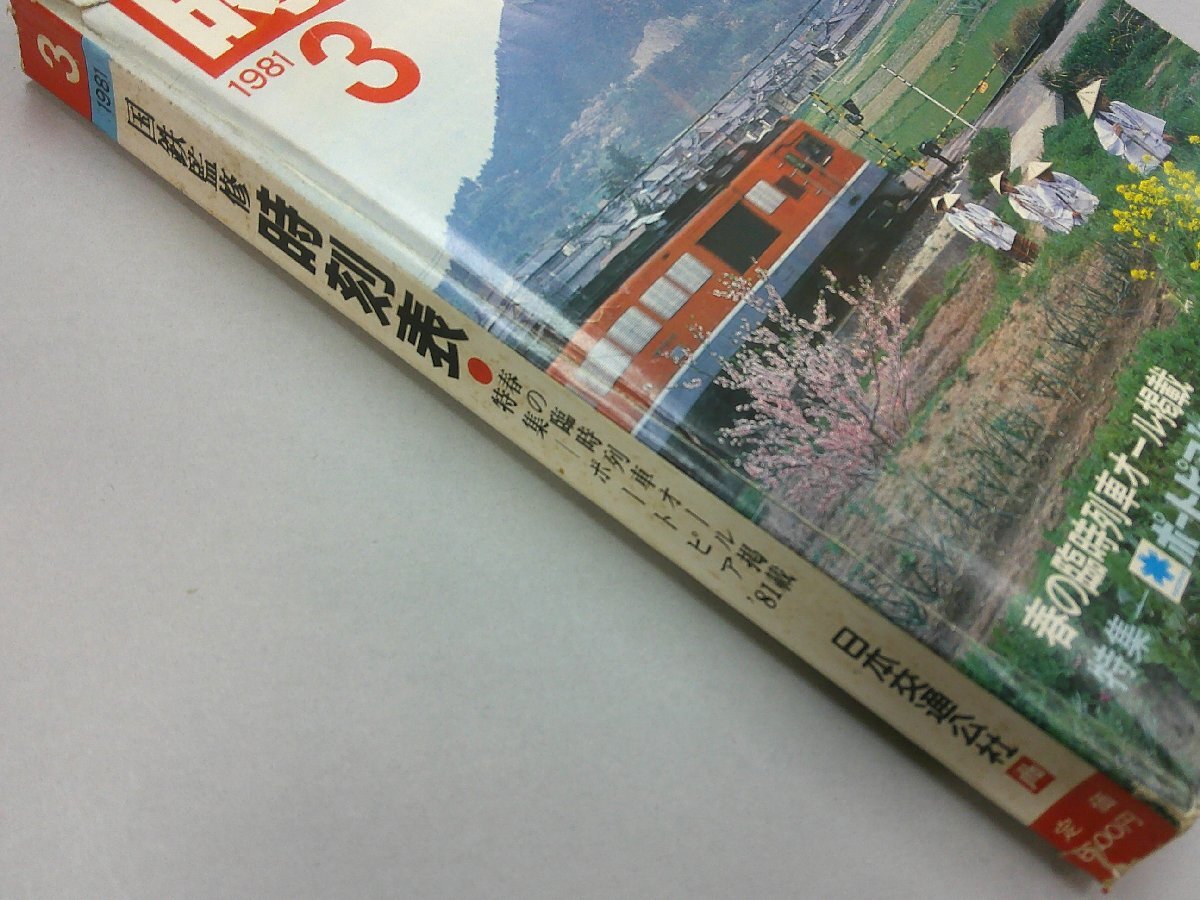 3
1981
国鉄監修
時刻表
春の臨時列車オール掲載
特集ーポートピア'81
日本交通公社
定価500円
1981
3
春の臨時列車オール掲載
特集ー
ポートピア